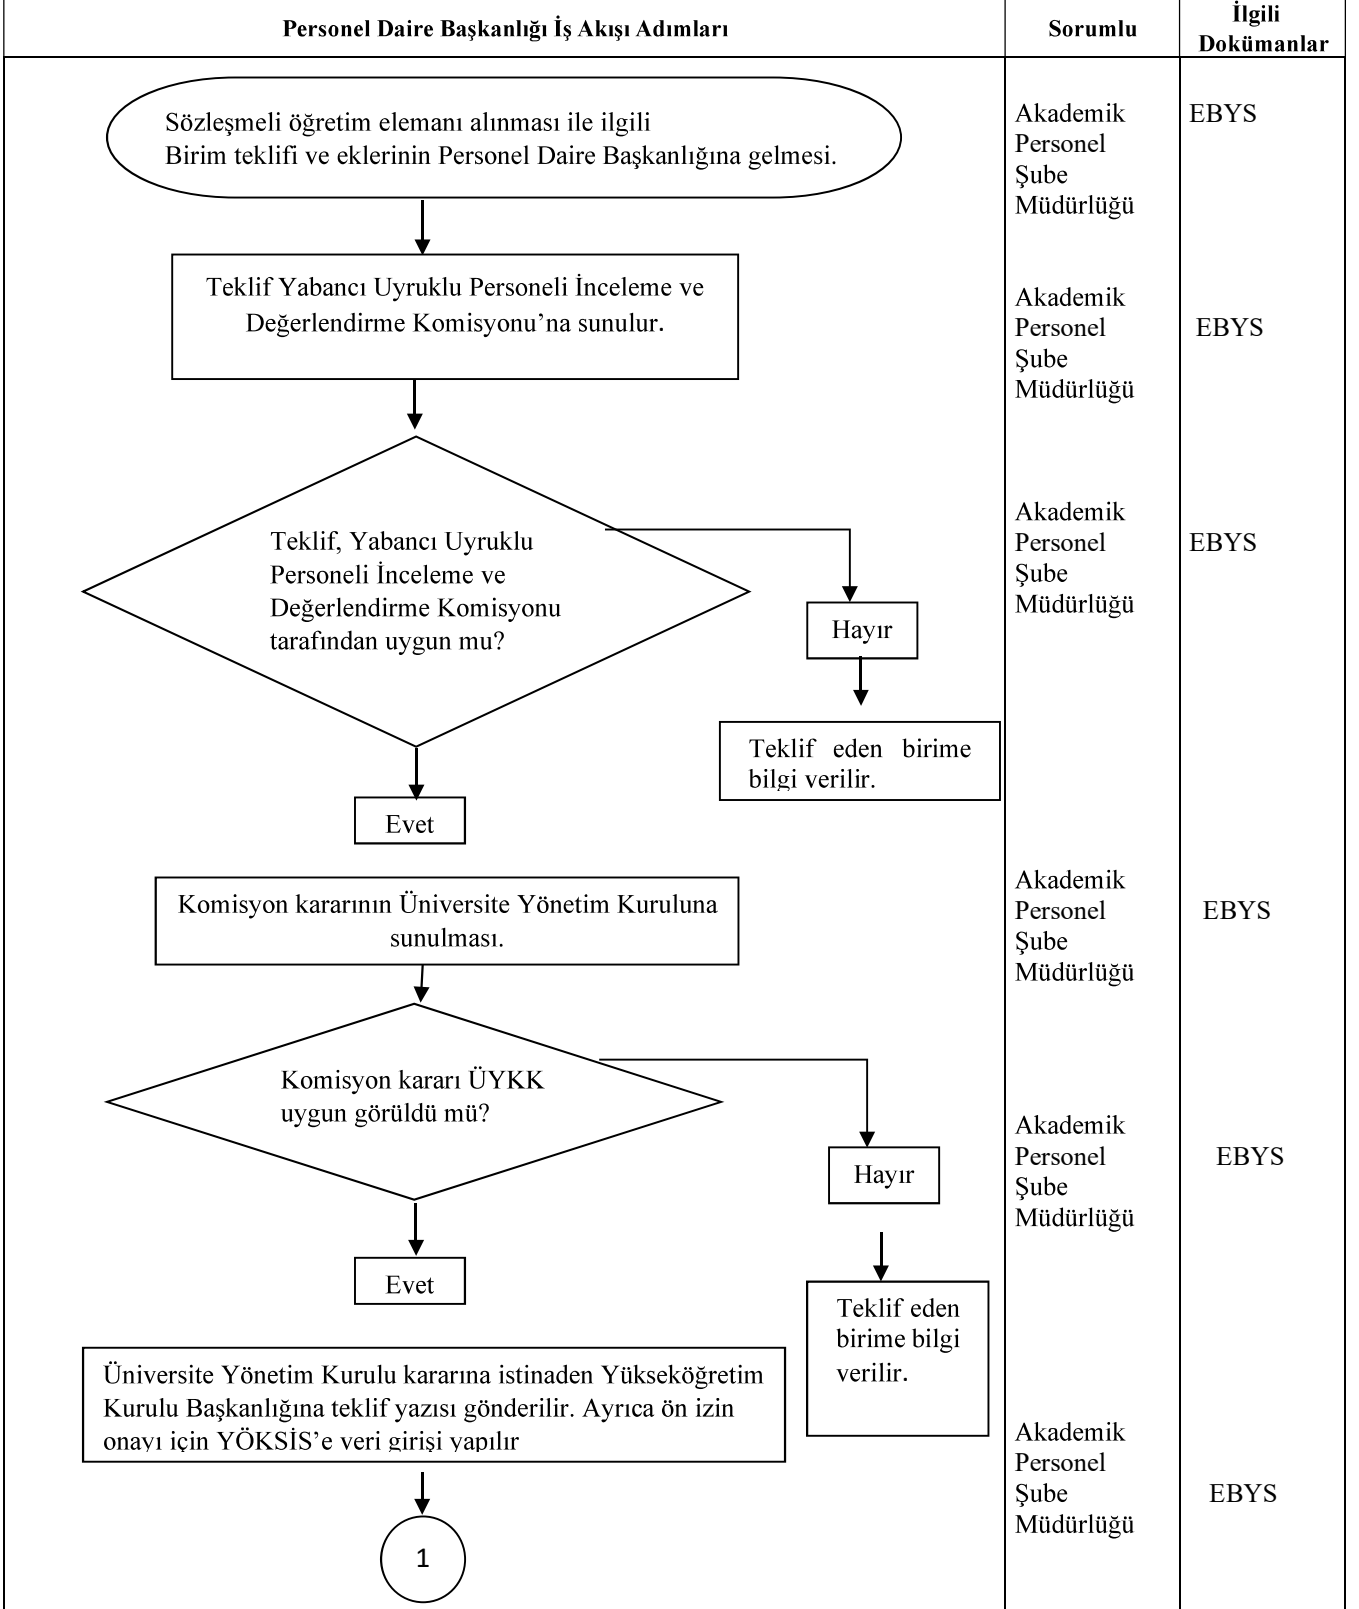 Personel Daire Başkanlığı İş Akışı Adımları
Sorumlu
İlgili
Dokümanlar
Sözleşmeli öğretim elemanı alınması ile ilgili
Birim teklifi ve eklerinin Personel Daire Başkanlığına gelmesi.
Akademik
Personel
Şube
Müdürlüğü
EBYS
Teklif Yabancı Uyruklu Personeli İnceleme ve
Değerlendirme Komisyonu’na sunulur.
Akademik
Personel
Şube
Müdürlüğü
EBYS
Teklif, Yabancı Uyruklu
Personeli İnceleme ve
Değerlendirme Komisyonu
tarafından uygun mu?
Hayır
Akademik
Personel
Şube
Müdürlüğü
EBYS
Teklif eden birime
bilgi verilir.
Evet
Komisyon kararının Üniversite Yönetim Kuruluna
sunulması.
Akademik
Personel
Şube
Müdürlüğü
EBYS
Komisyon kararı ÜYKK
uygun görüldü mü?
Hayır
Akademik
Personel
Şube
Müdürlüğü
EBYS
Evet
Teklif eden
birime bilgi
verilir.
Üniversite Yönetim Kurulu kararına istinaden Yükseköğretim
Kurulu Başkanlığına teklif yazısı gönderilir. Ayrıca ön izin
onayı için YÖKSİS’e veri girişi yapılır
Akademik
Personel
Şube
Müdürlüğü
EBYS
1